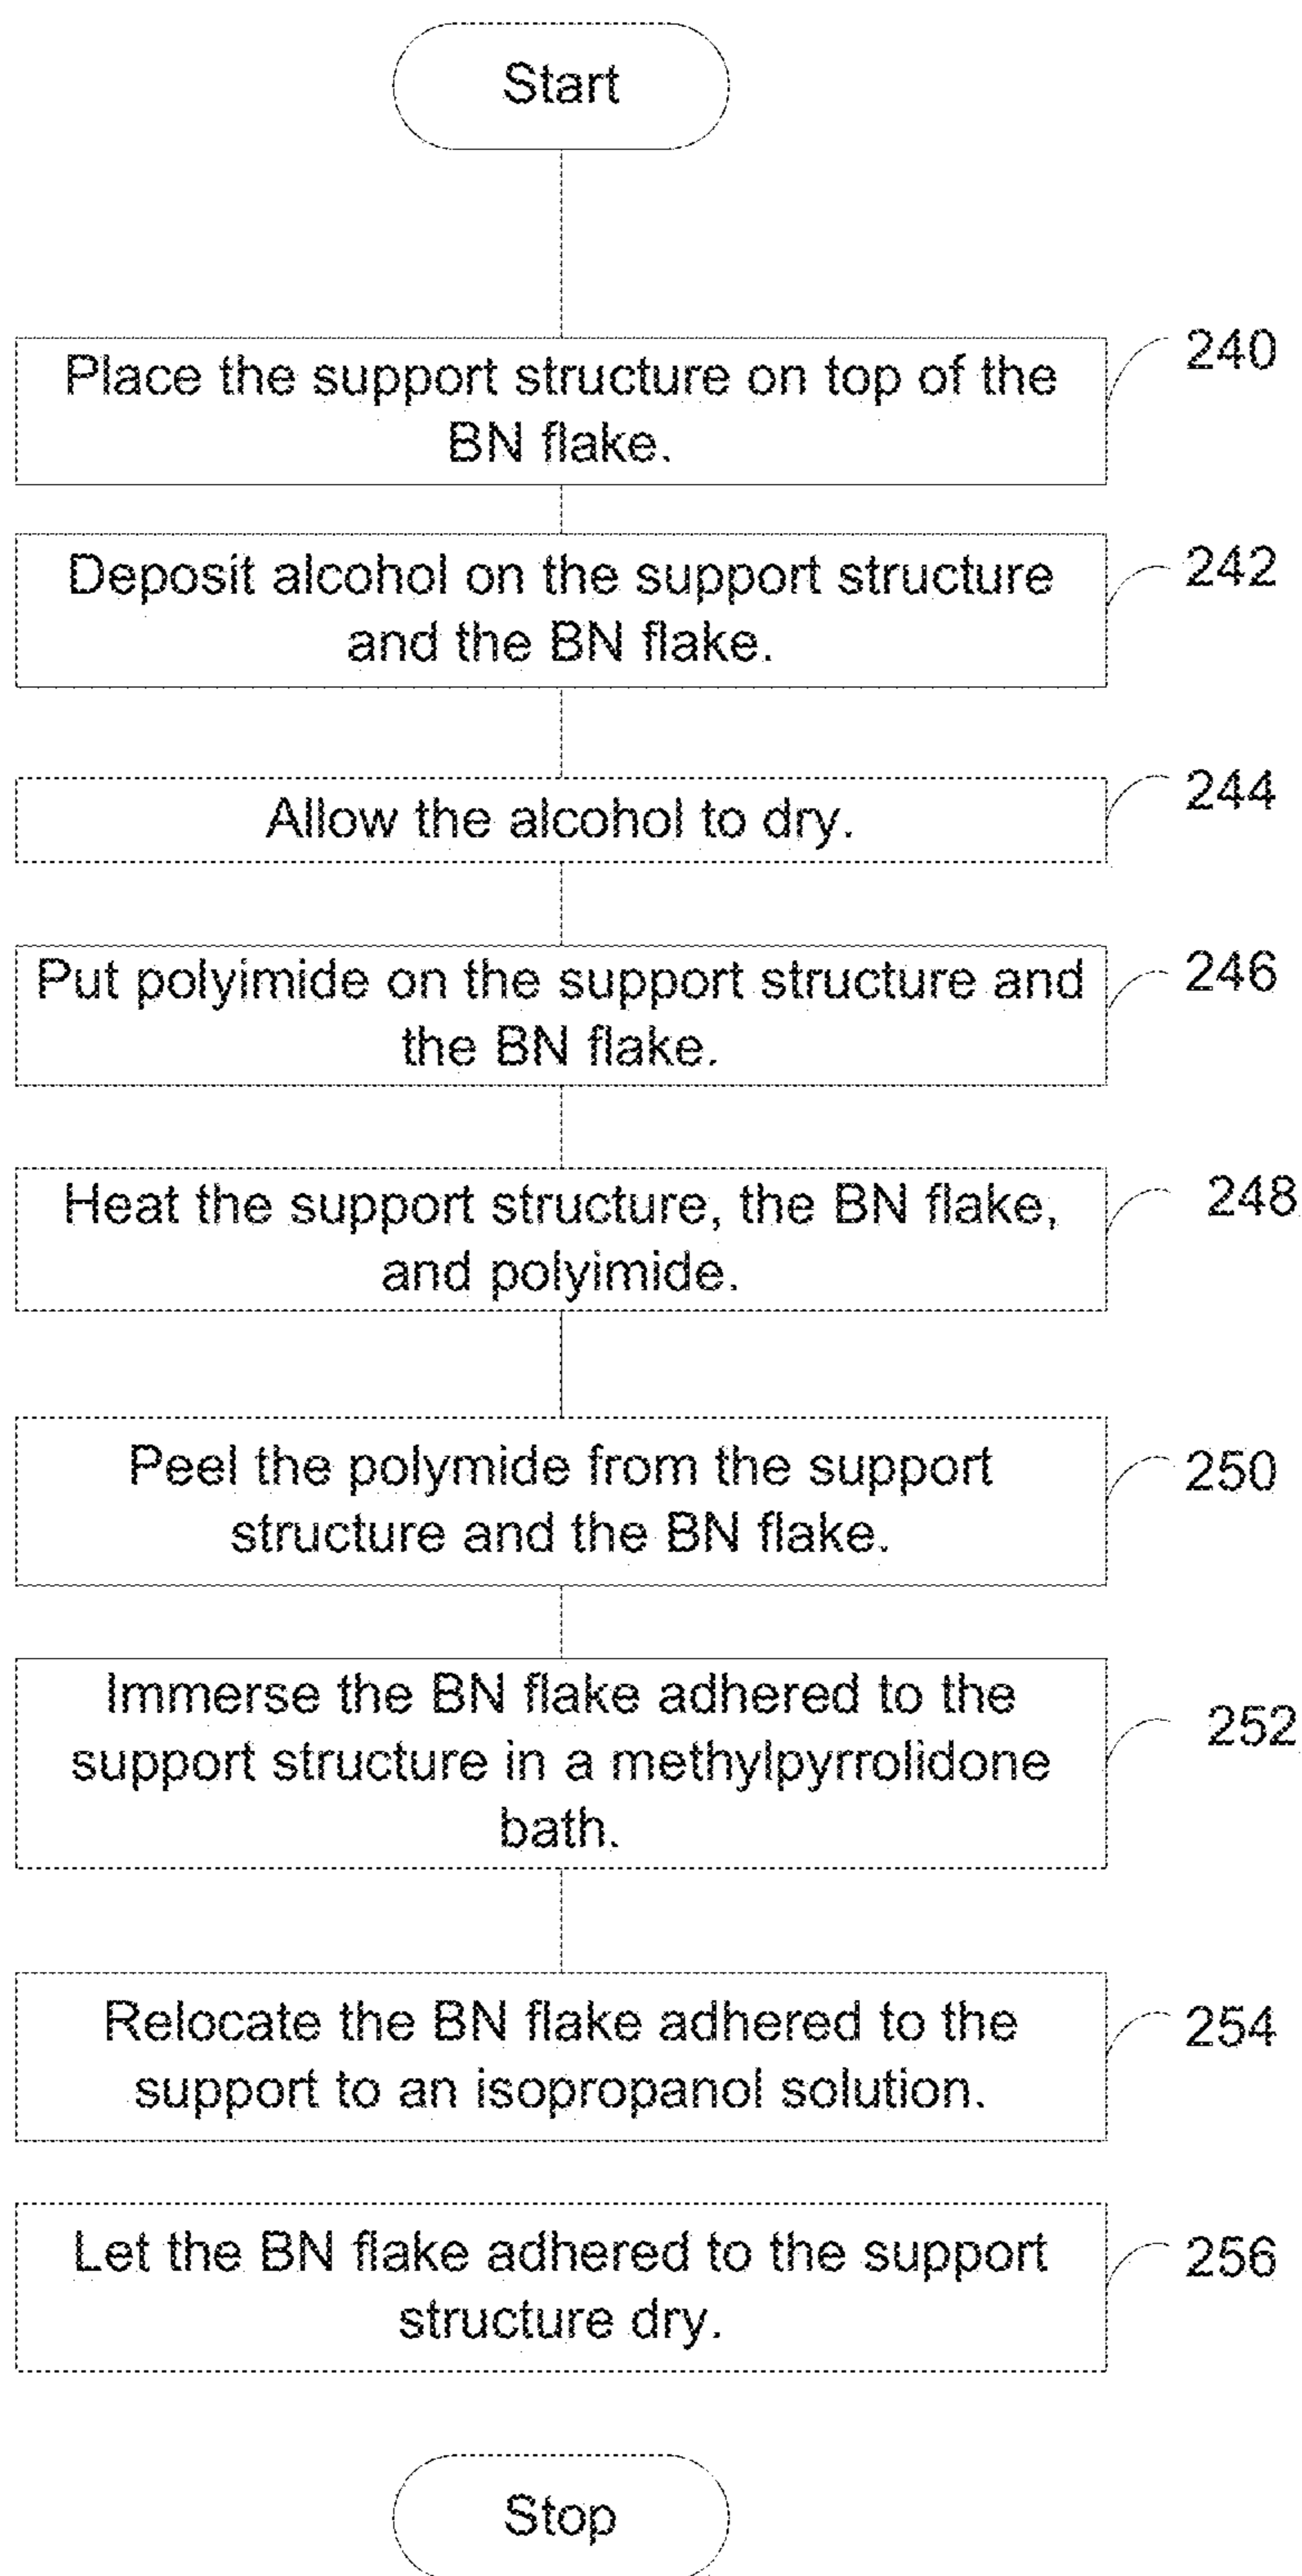 Start
Place the support structure on top of the
BN flake.
240
Deposit alcohol on the support structure
and the BN flake.
242
Allow the alcohol to dry.
244
Put polyimide on the support structure and
the BN flake.
246
Heat the support structure, the BN flake,
and polyimide.
248
Peel the polymide from the support
structure and the BN flake.
250
Immerse the BN flake adhered to the
support structure in a methylpyrrolidone
bath.
252
Relocate the BN flake adhered to the
support to an isopropanol solution.
254
Let the BN flake adhered to the support
structure dry.
256
Stop